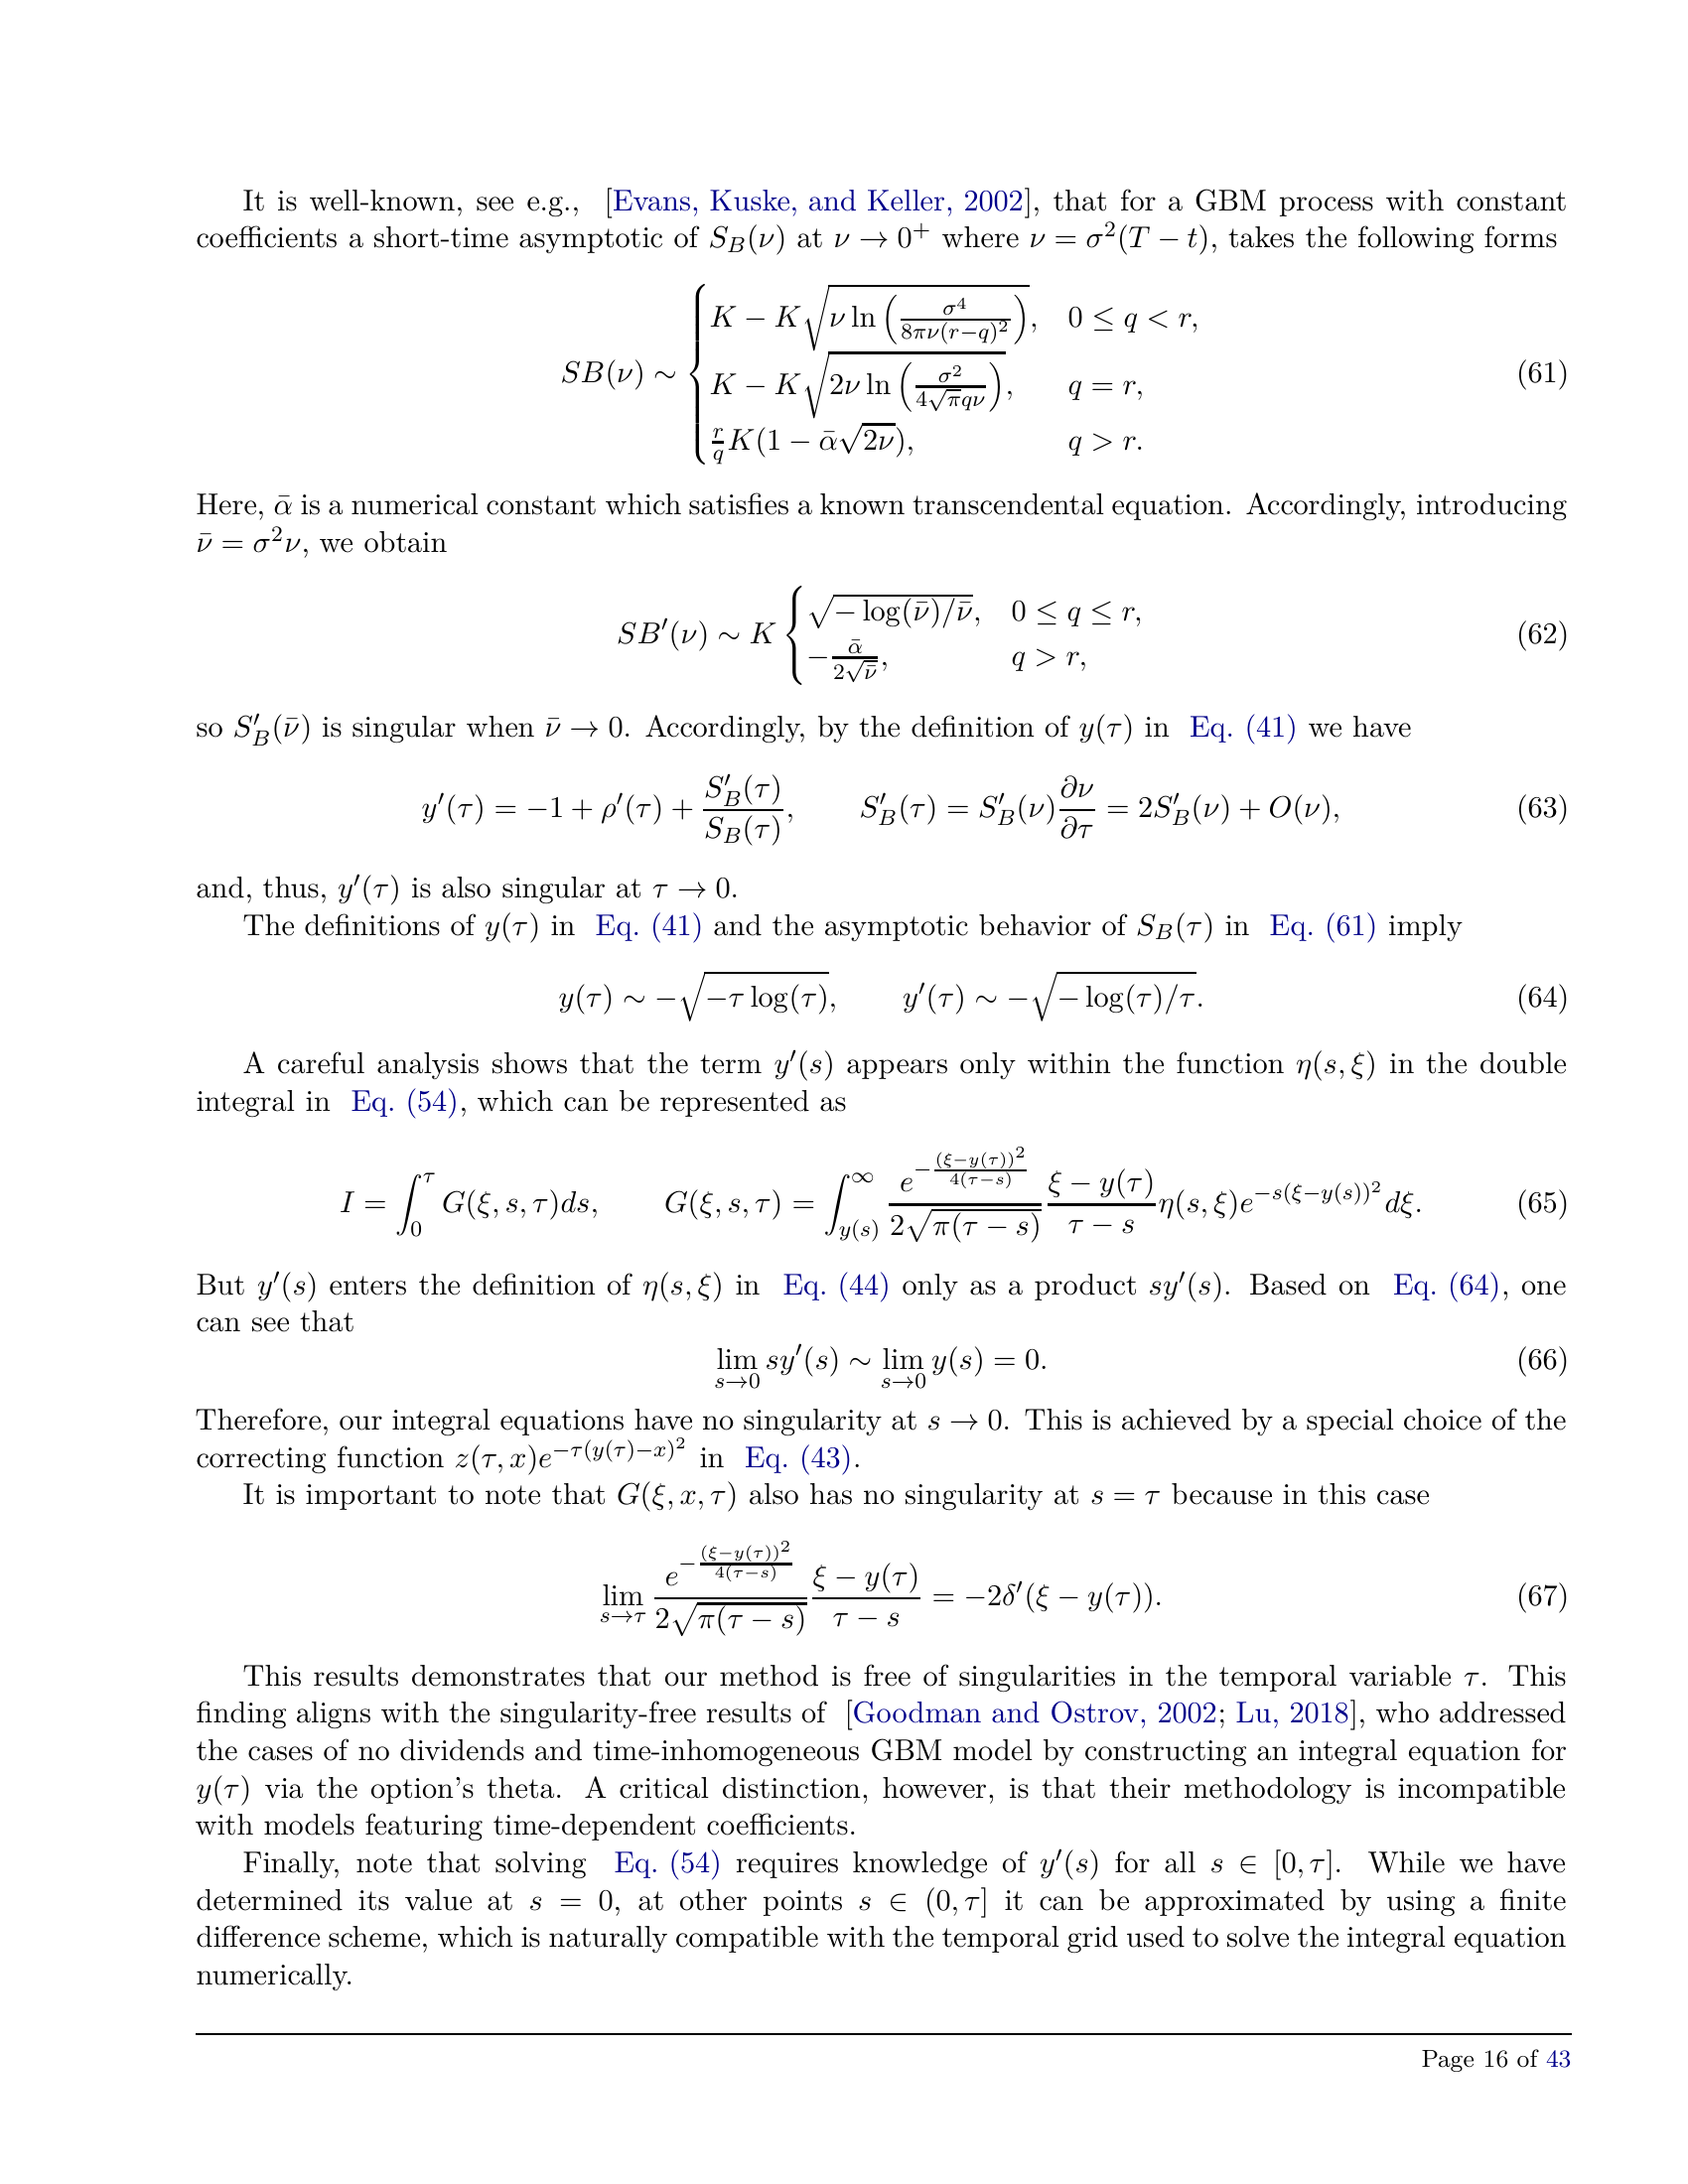 It is well-known, see e.g., [Evans, Kuske, and Keller, 2002], that for a GBM process with constant
coefficients a short-time asymptotic of $S_B(\nu)$ at $\nu \to 0^+$ where $\nu = \sigma^2(T - t)$, takes the following forms
$$SB(\nu) \sim \begin{cases} K - K\sqrt{\nu \ln\left(\frac{\sigma^4}{8\pi\nu(r-q)^2}\right)}, & 0 \le q < r, \\ K - K\sqrt{2\nu \ln\left(\frac{\sigma^2}{4\sqrt{\pi}q\nu}\right)}, & q = r, \\ \frac{r}{q}K(1 - \bar{\alpha}\sqrt{2\nu}), & q > r. \end{cases} \quad (61)$$
Here, $\bar{\alpha}$ is a numerical constant which satisfies a known transcendental equation. Accordingly, introducing
$\bar{\nu} = \sigma^2\nu$, we obtain
$$SB'(\nu) \sim K \begin{cases} \sqrt{-\log(\bar{\nu})/\bar{\nu}}, & 0 \le q \le r, \\ -\frac{\bar{\alpha}}{2\sqrt{\bar{\nu}}}, & q > r, \end{cases} \quad (62)$$
so $S'_B(\bar{\nu})$ is singular when $\bar{\nu} \to 0$. Accordingly, by the definition of $y(\tau)$ in Eq. (41) we have
$$y'(\tau) = -1 + \rho'(\tau) + \frac{S'_B(\tau)}{S_B(\tau)}, \qquad S'_B(\tau) = S'_B(\nu)\frac{\partial \nu}{\partial \tau} = 2S'_B(\nu) + O(\nu), \quad (63)$$
and, thus, $y'(\tau)$ is also singular at $\tau \to 0$.
The definitions of $y(\tau)$ in Eq. (41) and the asymptotic behavior of $S_B(\tau)$ in Eq. (61) imply
$$y(\tau) \sim -\sqrt{-\tau \log(\tau)}, \qquad y'(\tau) \sim -\sqrt{-\log(\tau)/\tau}. \quad (64)$$
A careful analysis shows that the term $y'(s)$ appears only within the function $\eta(s, \xi)$ in the double
integral in Eq. (54), which can be represented as
$$I = \int_0^\tau G(\xi, s, \tau)ds, \qquad G(\xi, s, \tau) = \int_{y(s)}^\infty \frac{e^{-\frac{(\xi-y(\tau))^2}{4(\tau-s)}}}{2\sqrt{\pi(\tau - s)}} \frac{\xi - y(\tau)}{\tau - s} \eta(s, \xi)e^{-s(\xi-y(s))^2}d\xi. \quad (65)$$
But $y'(s)$ enters the definition of $\eta(s, \xi)$ in Eq. (44) only as a product $sy'(s)$. Based on Eq. (64), one
can see that
$$\lim_{s \to 0} sy'(s) \sim \lim_{s \to 0} y(s) = 0. \quad (66)$$
Therefore, our integral equations have no singularity at $s \to 0$. This is achieved by a special choice of the
correcting function $z(\tau, x)e^{-\tau(y(\tau)-x)^2}$ in Eq. (43).
It is important to note that $G(\xi, x, \tau)$ also has no singularity at $s = \tau$ because in this case
$$\lim_{s \to \tau} \frac{e^{-\frac{(\xi-y(\tau))^2}{4(\tau-s)}}}{2\sqrt{\pi(\tau - s)}} \frac{\xi - y(\tau)}{\tau - s} = -2\delta'(\xi - y(\tau)). \quad (67)$$
This results demonstrates that our method is free of singularities in the temporal variable $\tau$. This
finding aligns with the singularity-free results of [Goodman and Ostrov, 2002; Lu, 2018], who addressed
the cases of no dividends and time-inhomogeneous GBM model by constructing an integral equation for
$y(\tau)$ via the option's theta. A critical distinction, however, is that their methodology is incompatible
with models featuring time-dependent coefficients.
Finally, note that solving Eq. (54) requires knowledge of $y'(s)$ for all $s \in [0, \tau]$. While we have
determined its value at $s = 0$, at other points $s \in (0, \tau]$ it can be approximated by using a finite
difference scheme, which is naturally compatible with the temporal grid used to solve the integral equation
numerically.
Page 16 of 43